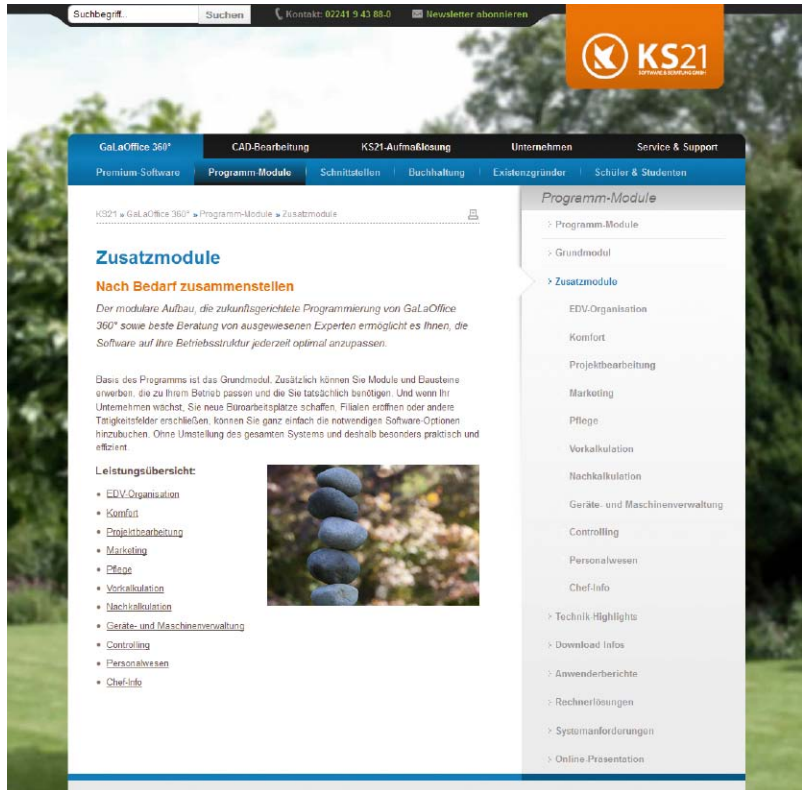 Suchbegriff.. Suchen Kontakt: 02241 9 43 88-0 Newsletter abonnieren
KS21
SOFTWARE & BERATUNG GMBH
GaLaOffice 360° CAD-Bearbeitung KS21-Aufmaßlösung Unternehmen Service & Support
Premium-Software Programm-Module Schnittstellen Buchhaltung Existenzgründer Schüler & Studenten
KS21 » GaLaOffice 360° » Programm-Module » Zusatzmodule
Zusatzmodule
Nach Bedarf zusammenstellen
Der modulare Aufbau, die zukunftsgerichtete Programmierung von GaLaOffice
360° sowie beste Beratung von ausgewiesenen Experten ermöglicht es Ihnen, die
Software auf Ihre Betriebsstruktur jederzeit optimal anzupassen.
Basis des Programms ist das Grundmodul. Zusätzlich können Sie Module und Bausteine
erwerben, die zu Ihrem Betrieb passen und die Sie tatsächlich benötigen. Und wenn Ihr
Unternehmen wächst, Sie neue Büroarbeitsplätze schaffen, Filialen eröffnen oder andere
Tätigkeitsfelder erschließen, können Sie ganz einfach die notwendigen Software-Optionen
hinzubuchen. Ohne Umstellung des gesamten Systems und deshalb besonders praktisch und
effizient.
Leistungsübersicht:
• EDV-Organisation
• Komfort
• Projektbearbeitung
• Marketing
• Pflege
• Vorkalkulation
• Nachkalkulation
• Geräte- und Maschinenverwaltung
• Controlling
• Personalwesen
• Chef-Info
Programm-Module
> Programm-Module
> Grundmodul
> Zusatzmodule
EDV-Organisation
Komfort
Projektbearbeitung
Marketing
Pflege
Vorkalkulation
Nachkalkulation
Geräte- und Maschinenverwaltung
Controlling
Personalwesen
Chef-Info
> Technik-Highlights
> Download Infos
> Anwenderberichte
> Rechnerlösungen
> Systemanforderungen
> Online-Präsentation